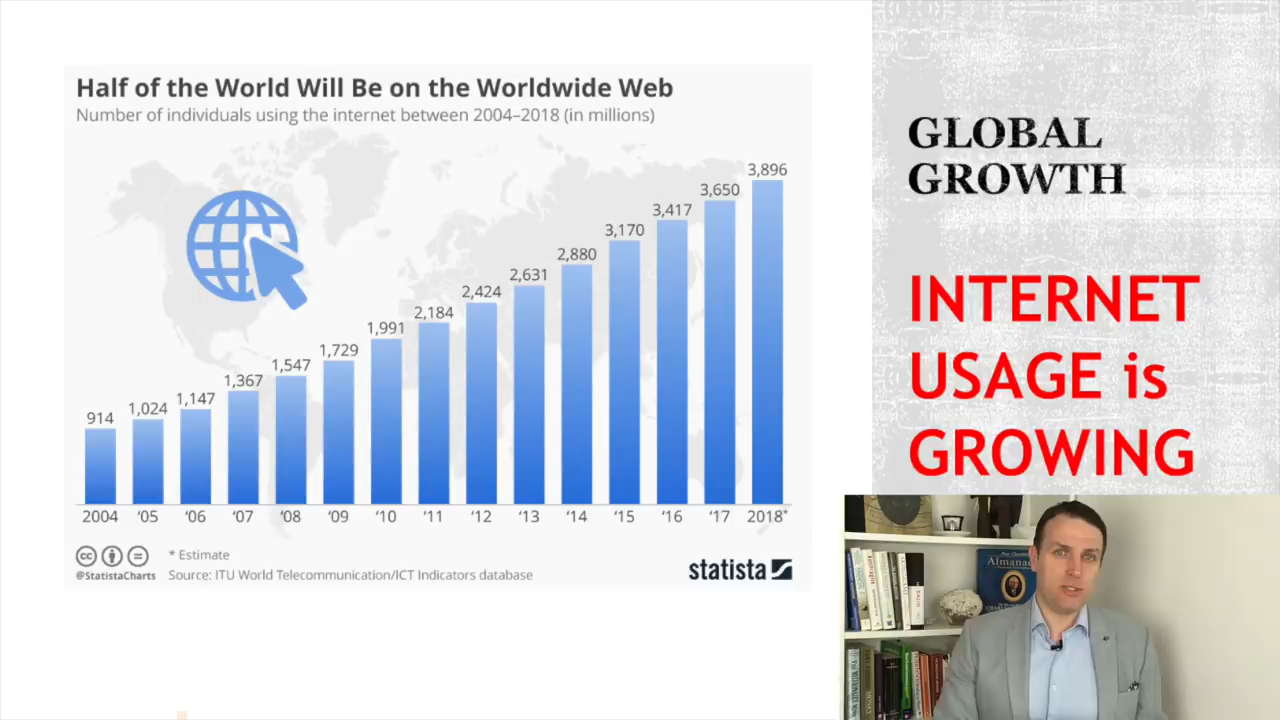 Half of the World Will Be on the Worldwide Web
Number of individuals using the internet between 2004–2018 (in millions)
914
1,024
1,147
1,367
1,547
1,729
1,991
2,184
2,424
2,631
2,880
3,170
3,417
3,650
3,896
2004 ‘05 ‘06 ‘07 ‘08 ‘09 ‘10 ‘11 ‘12 ‘13 ‘14 ‘15 ‘16 ‘17 2018*
cc
@StatistaCharts
* Estimate
Source: ITU World Telecommunication/ICT Indicators database
statista
GLOBAL
GROWTH
INTERNET
USAGE is
GROWING
Almanac